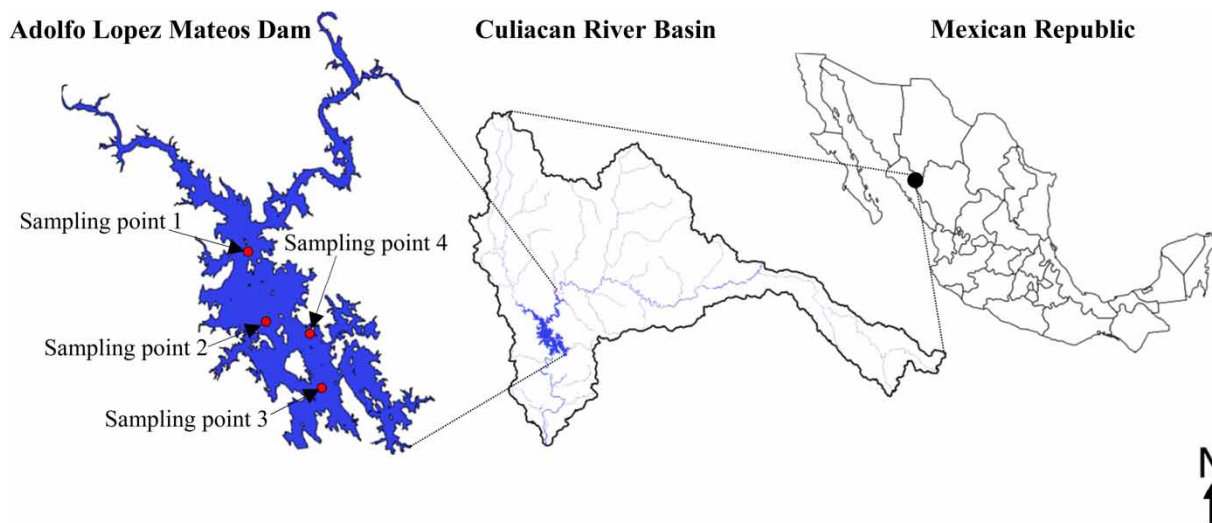 Adolfo Lopez Mateos Dam
Culiacan River Basin
Mexican Republic
Sampling point 1
Sampling point 4
Sampling point 2
Sampling point 3
N